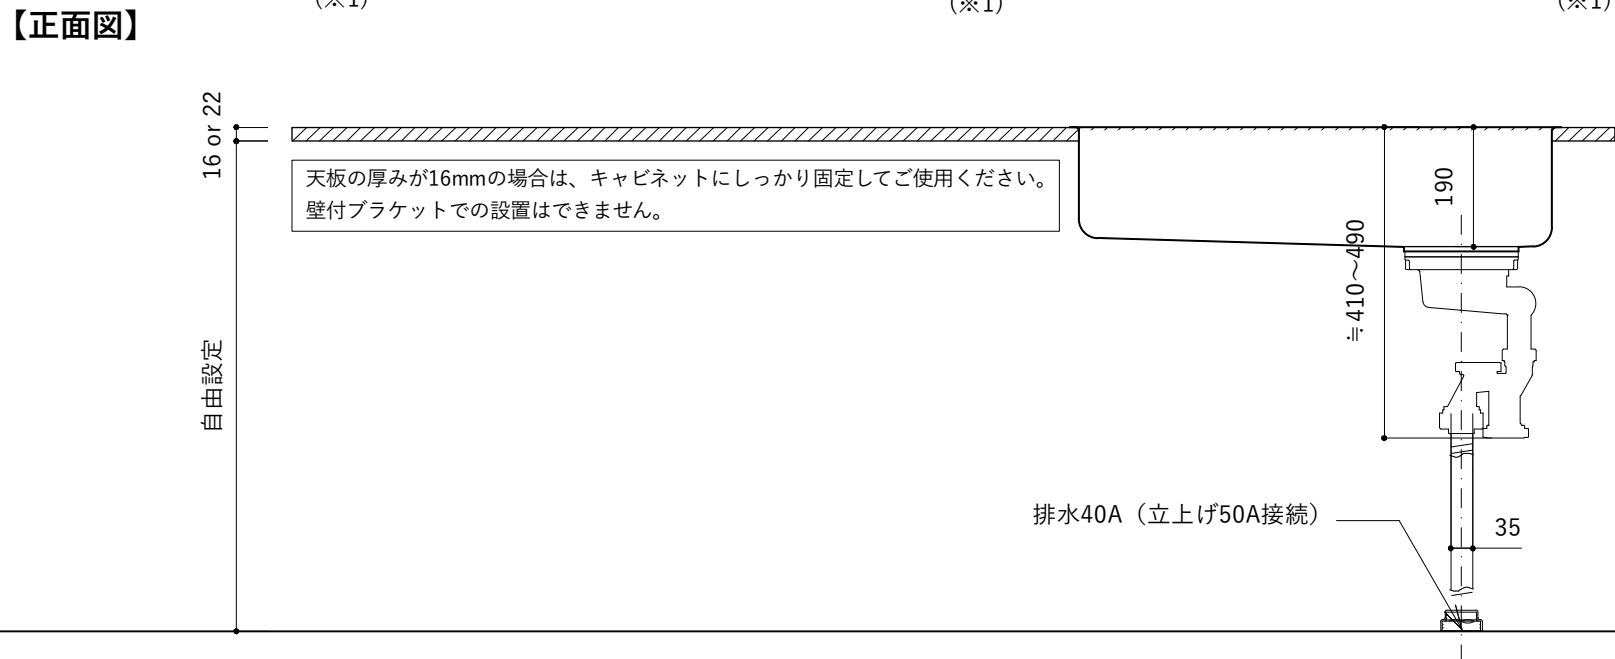 (※1)
(※1)
(※1)
【正面図】
16 or 22
天板の厚みが16mmの場合は、キャビネットにしっかり固定してご使用ください。
壁付ブラケットでの設置はできません。
190
≒410～490
自由設定
排水40A（立上げ50A接続）
35